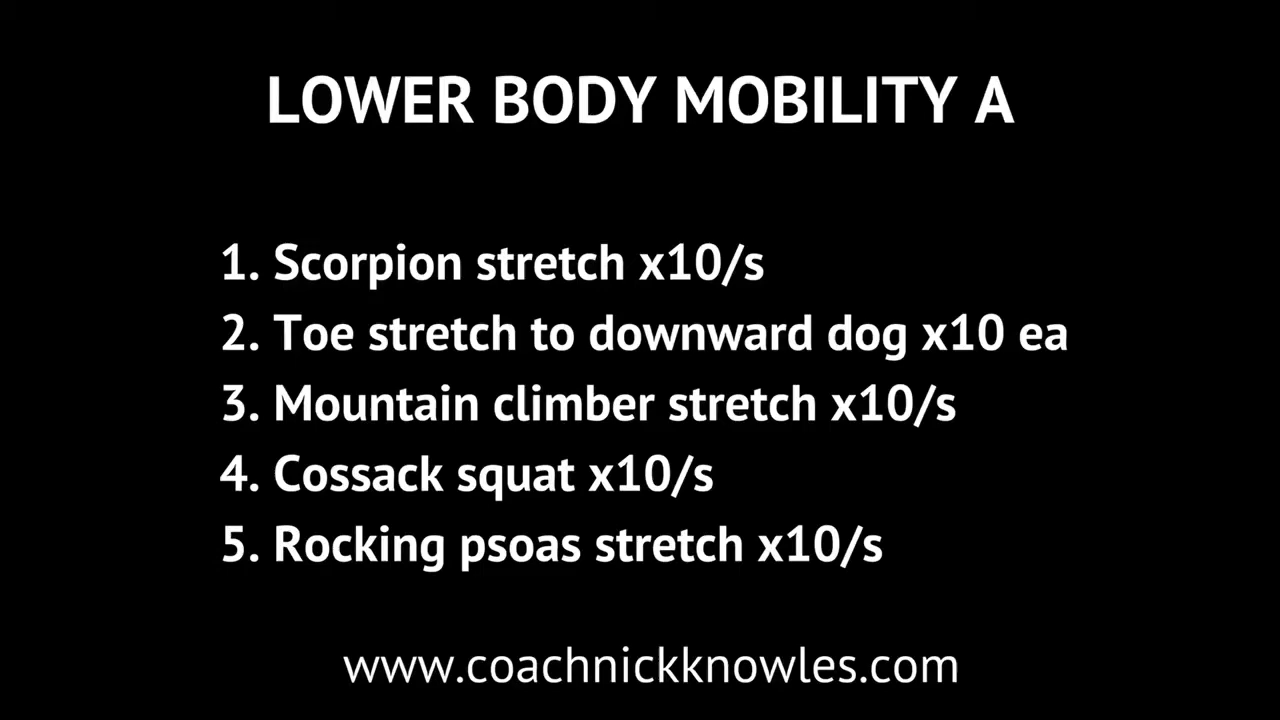 LOWER BODY MOBILITY A
1. Scorpion stretch x10/s
2. Toe stretch to downward dog x10 ea
3. Mountain climber stretch x10/s
4. Cossack squat x10/s
5. Rocking psoas stretch x10/s
www.coachnickknowles.com